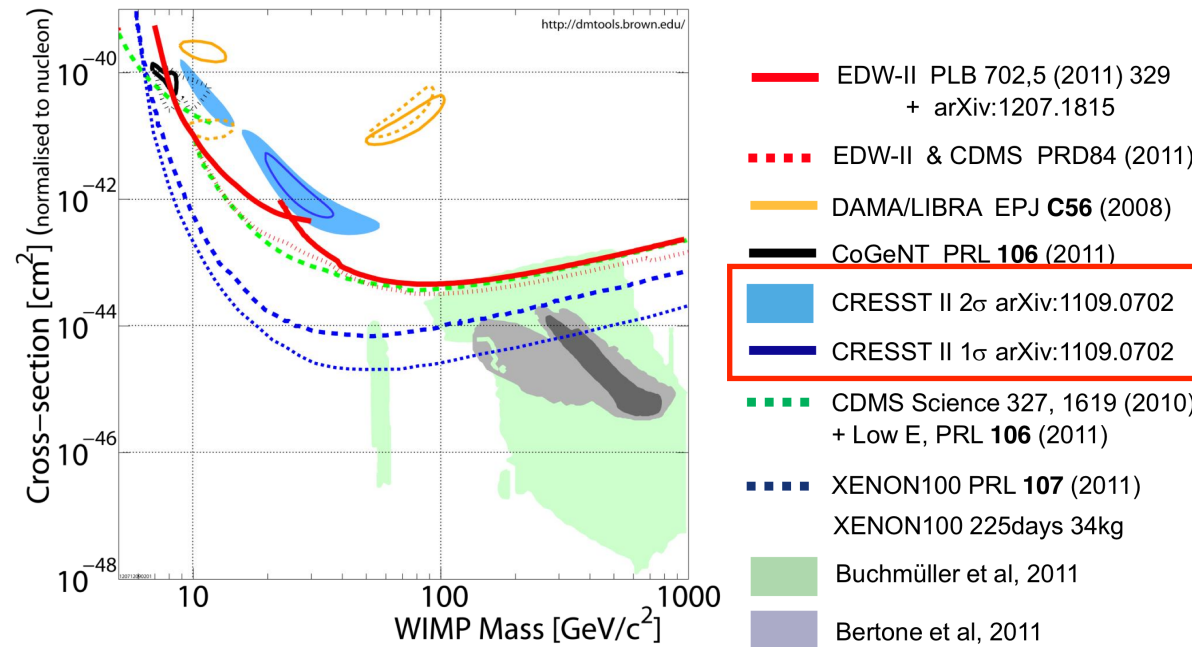 http://dmtools.brown.edu/
Cross−section [cm²] (normalised to nucleon)
10⁻⁴⁰
10⁻⁴²
10⁻⁴⁴
10⁻⁴⁶
10⁻⁴⁸
10
100
1000
WIMP Mass [GeV/c²]
EDW-II PLB 702,5 (2011) 329
+ arXiv:1207.1815
EDW-II & CDMS PRD84 (2011)
DAMA/LIBRA EPJ C56 (2008)
CoGeNT PRL 106 (2011)
CRESST II 2σ arXiv:1109.0702
CRESST II 1σ arXiv:1109.0702
CDMS Science 327, 1619 (2010)
+ Low E, PRL 106 (2011)
XENON100 PRL 107 (2011)
XENON100 225days 34kg
Buchmüller et al, 2011
Bertone et al, 2011